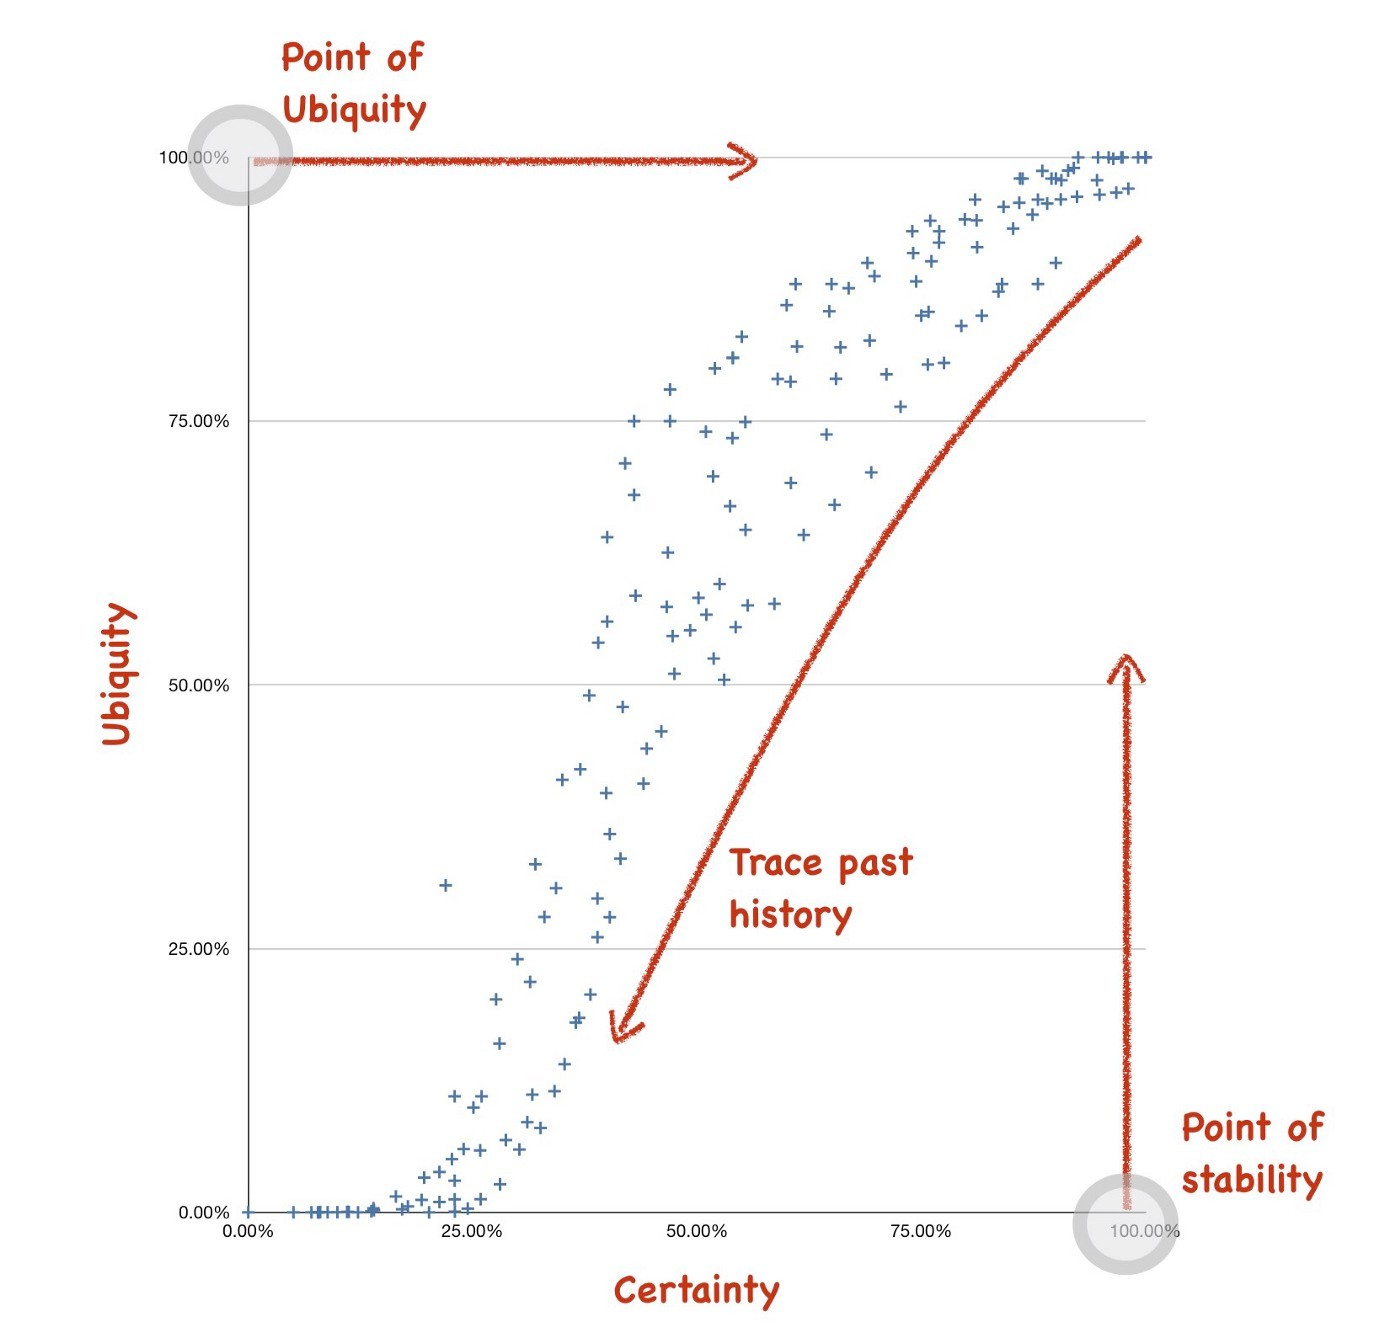 Point of
Ubiquity
100.00%
75.00%
Ubiquity
50.00%
Trace past
history
25.00%
Point of
stability
0.00%
0.00% 25.00% 50.00% 75.00% 100.00%
Certainty